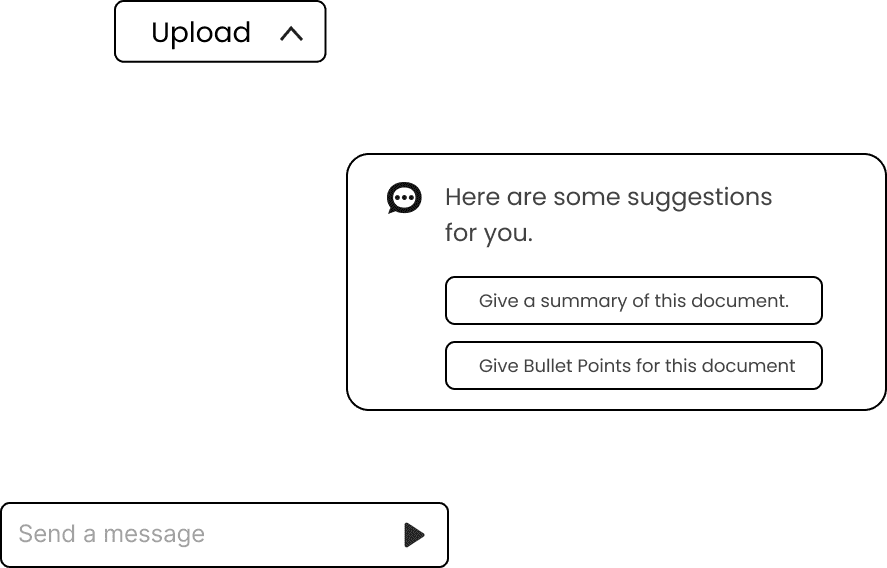 Upload
Here are some suggestions
for you.
Give a summary of this document.
Give Bullet Points for this document
Send a message